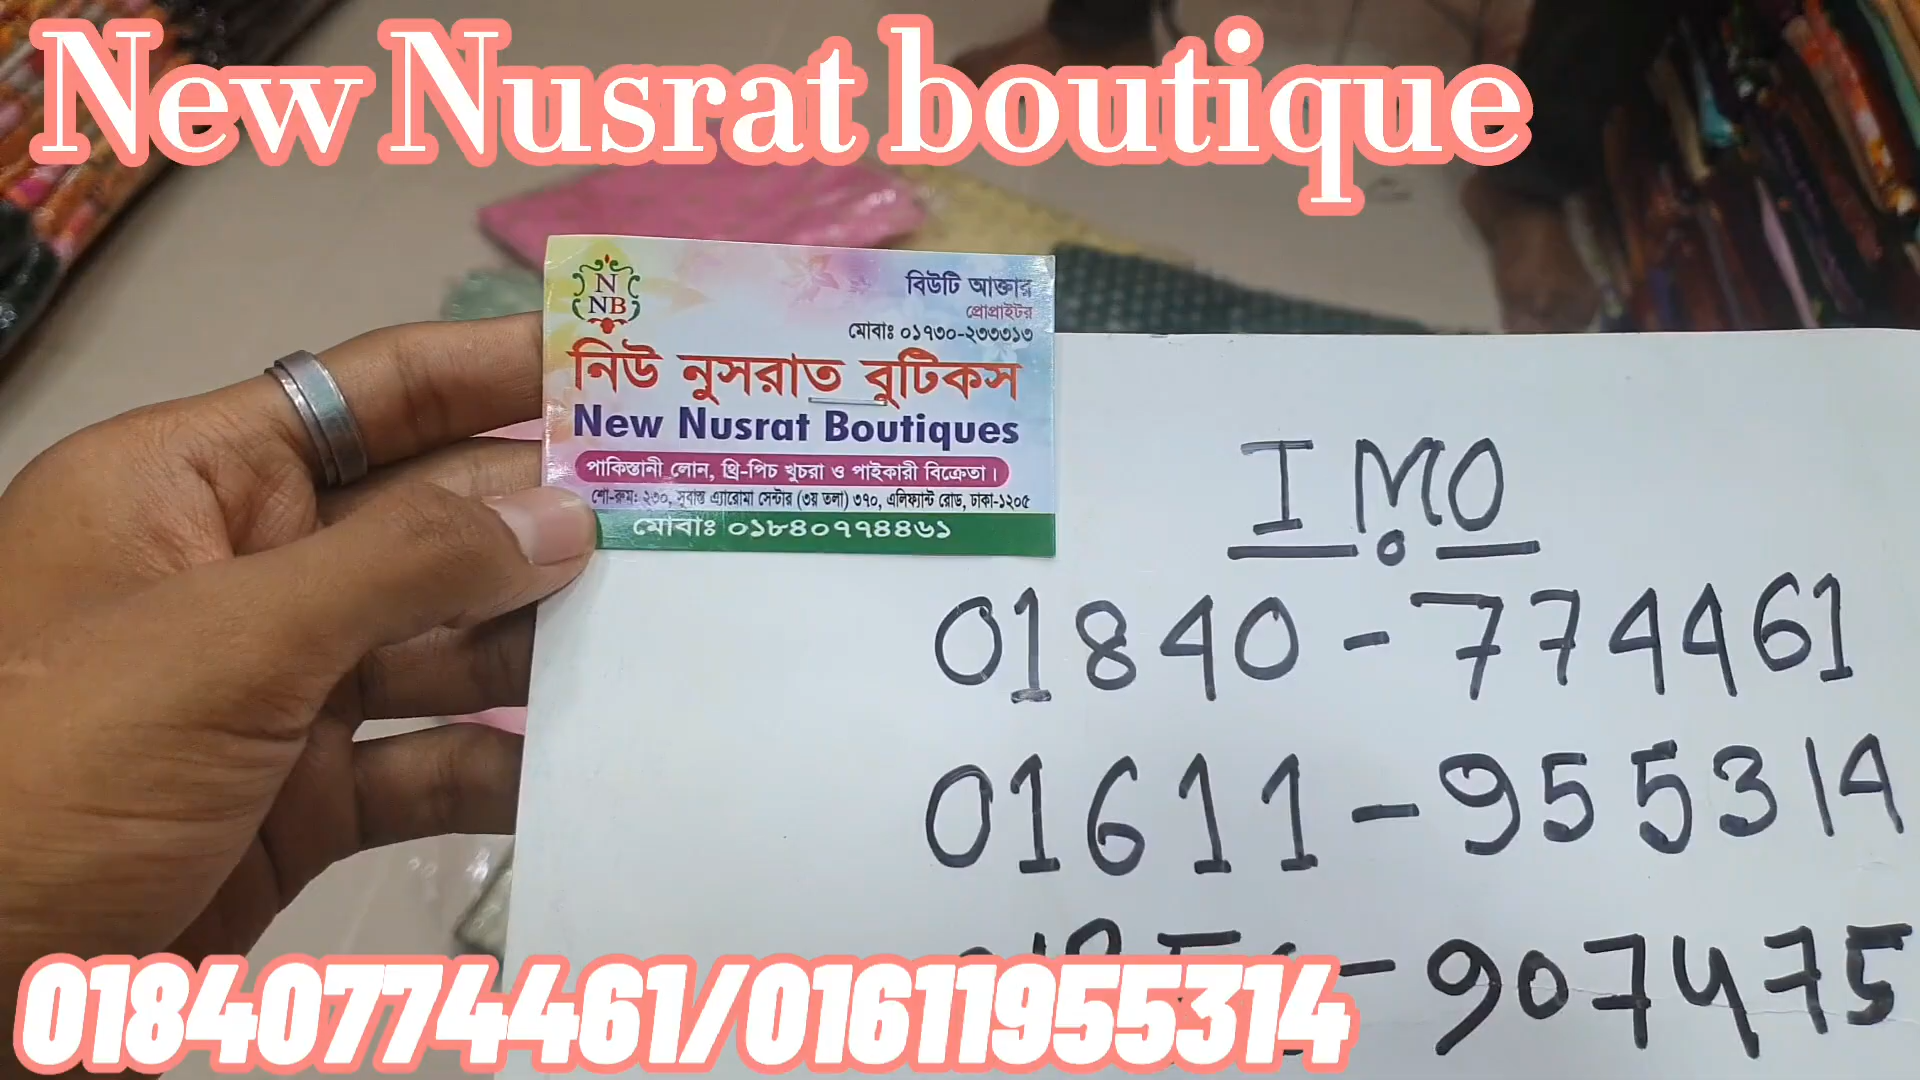 New Nusrat boutique
N
NB
বিউটি আক্তার
প্রোপ্রাইটর
মোবাঃ ০১৭৩০-২৩৩৩১৩
নিউ নুসরাত বুটিকস
New Nusrat Boutiques
পাকিস্তানী লোন, থ্রি-পিচ খুচরা ও পাইকারী বিক্রেতা।
শো-রুম: ২৩০, সুবাস্তু এ্যারোমা সেন্টার (৩য় তলা) ৩৭০, এলিফ্যান্ট রোড, ঢাকা-১২০৫
মোবাঃ ০১৮৪০৭৭৪৪৬১
IMO
01840-774461
01611-955314
-907475
01840774461/01611955314